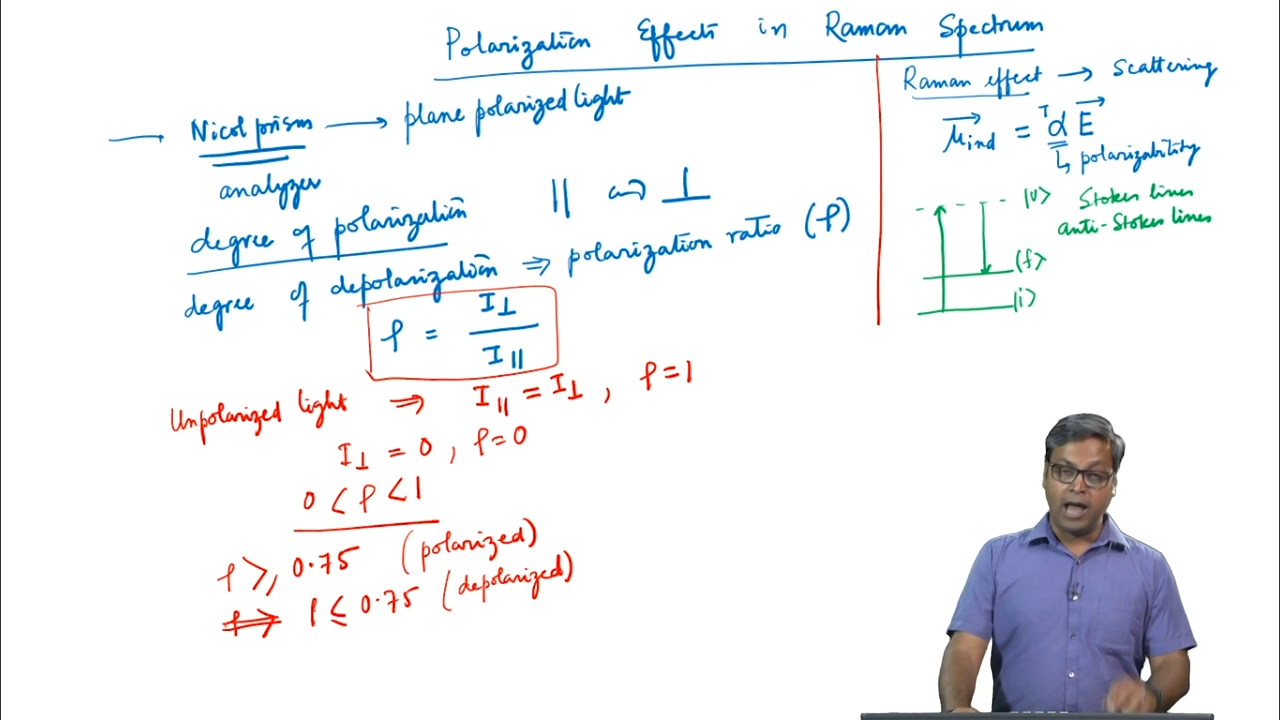 Polarization Effects in Raman Spectrum
→ Nicol prism → plane polarized light
analyzer
degree of polarization || and ⊥
degree of depolarization ⇒ polarization ratio (ρ)
ρ = I⊥ / I||
Unpolarized light ⇒ I|| = I⊥ , ρ = 1
I⊥ = 0 , ρ = 0
0 < ρ < 1
ρ ≥ 0.75 (polarized)
ρ ≤ 0.75 (depolarized)
Raman effect → Scattering
μind = α E
↳ polarizability
|v> Stokes lines
anti-Stokes lines
|f>
|i>